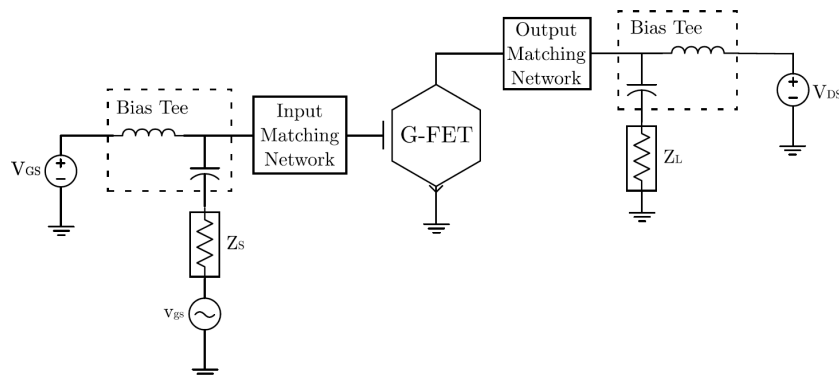 Output
Matching
Network
Bias Tee
VDS
Bias Tee
Input
Matching
Network
G-FET
VGS
ZL
ZS
vgs